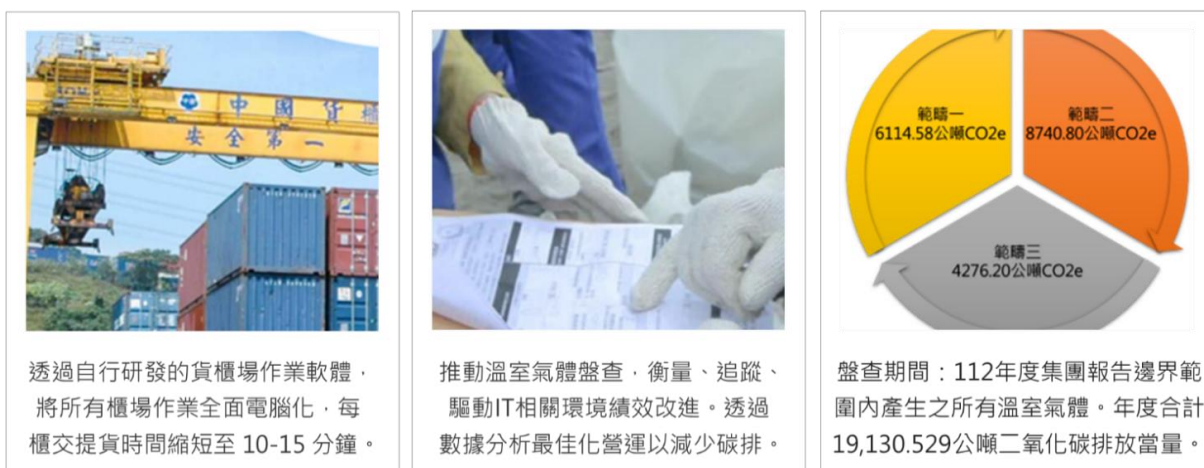 中國貨櫃
安全第一
透過自行研發的貨櫃場作業軟體，
將所有櫃場作業全面電腦化，每
櫃交提貨時間縮短至 10-15 分鐘。
推動溫室氣體盤查，衡量、追蹤、
驅動IT相關環境績效改進。透過
數據分析最佳化營運以減少碳排。
範疇一
6114.58公噸CO2e
範疇二
8740.80公噸CO2e
範疇三
4276.20公噸CO2e
盤查期間：112年度集團報告邊界範
圍內產生之所有溫室氣體。年度合計
19,130.529公噸二氧化碳排放當量。